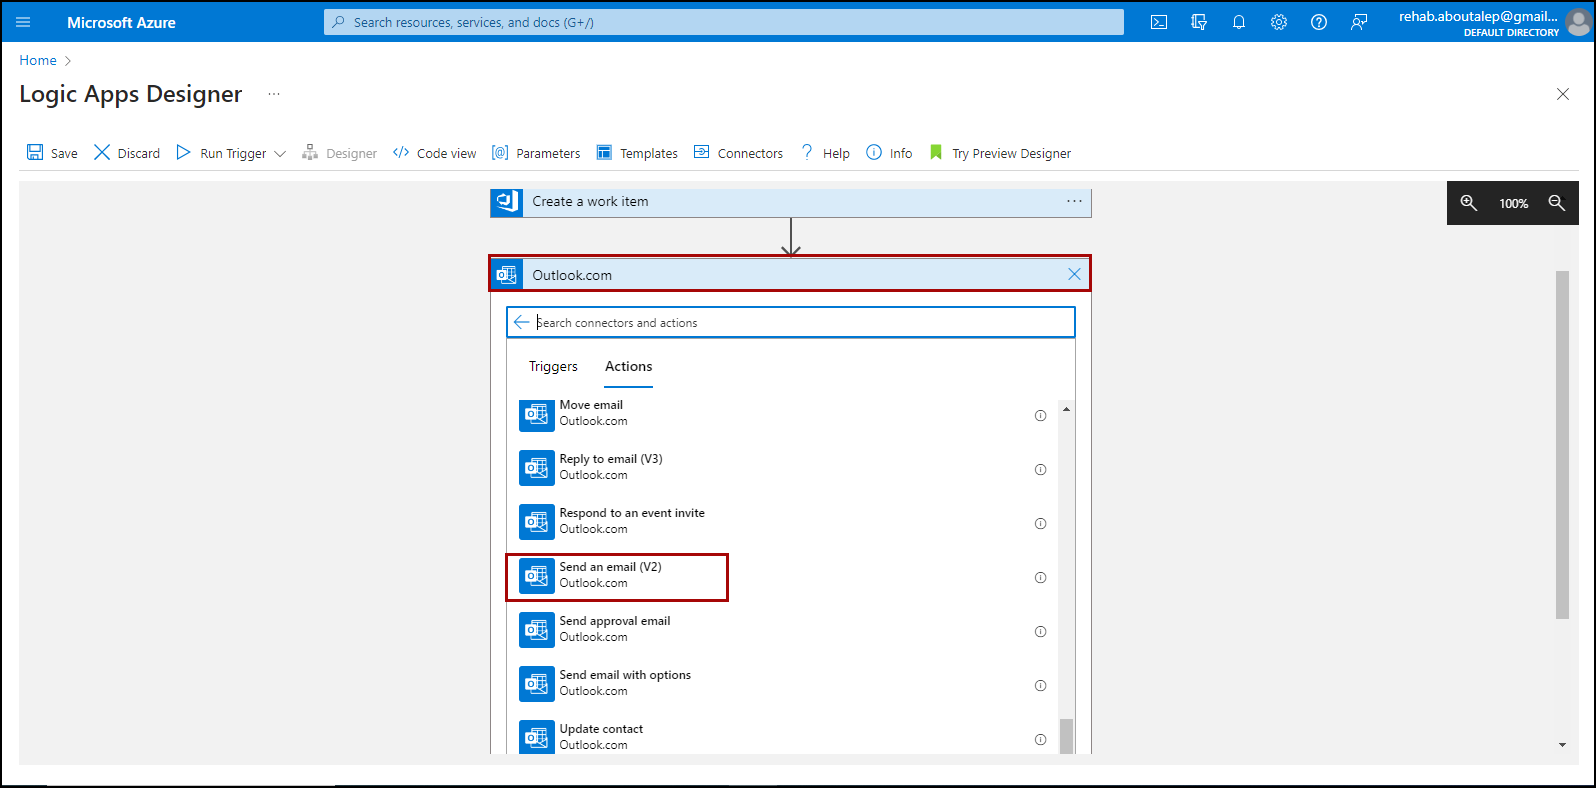 Microsoft Azure
Search resources, services, and docs (G+/)
rehab.aboutalep@gmail...
DEFAULT DIRECTORY
Home >
Logic Apps Designer ...
Save Discard Run Trigger Designer Code view Parameters Templates Connectors Help Info Try Preview Designer
Create a work item
100%
Outlook.com
Search connectors and actions
Triggers Actions
Move email
Outlook.com
Reply to email (V3)
Outlook.com
Respond to an event invite
Outlook.com
Send an email (V2)
Outlook.com
Send approval email
Outlook.com
Send email with options
Outlook.com
Update contact
Outlook.com